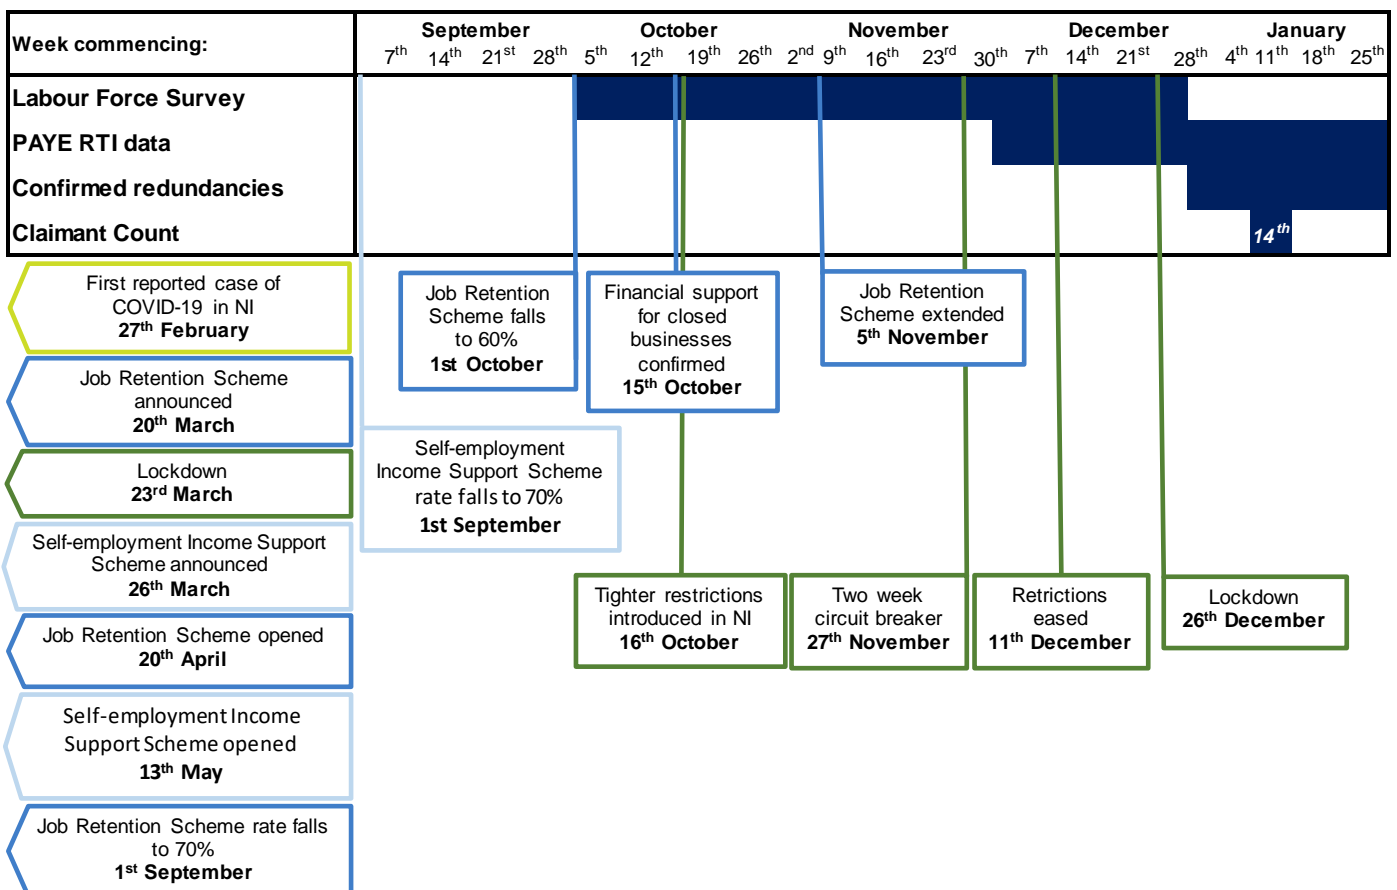 Week commencing:
September October November December January
7th 14th 21st 28th 5th 12th 19th 26th 2nd 9th 16th 23rd 30th 7th 14th 21st 28th 4th 11th 18th 25th
Labour Force Survey
PAYE RTI data
Confirmed redundancies
Claimant Count
14th
First reported case of
COVID-19 in NI
27th February
Job Retention Scheme
announced
20th March
Lockdown
23rd March
Self-employment Income Support
Scheme announced
26th March
Job Retention Scheme opened
20th April
Self-employment Income
Support Scheme opened
13th May
Job Retention Scheme rate falls
to 70%
1st September
Job Retention
Scheme falls
to 60%
1st October
Financial support
for closed
businesses
confirmed
15th October
Job Retention
Scheme extended
5th November
Self-employment
Income Support Scheme
rate falls to 70%
1st September
Tighter restrictions
introduced in NI
16th October
Two week
circuit breaker
27th November
Retrictions
eased
11th December
Lockdown
26th December